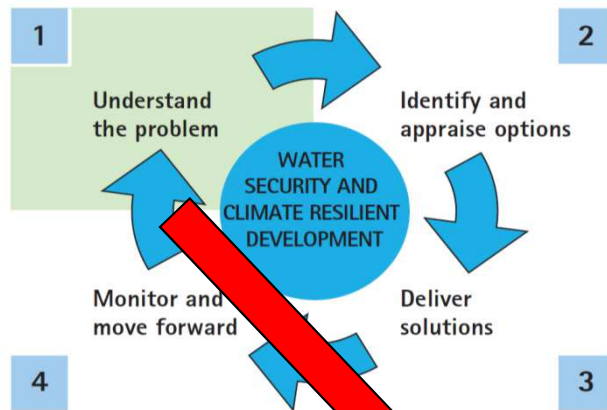 1
Understand
the problem
2
Identify and
appraise options
WATER
SECURITY AND
CLIMATE RESILIENT
DEVELOPMENT
Deliver
solutions
3
Monitor and
move forward
4